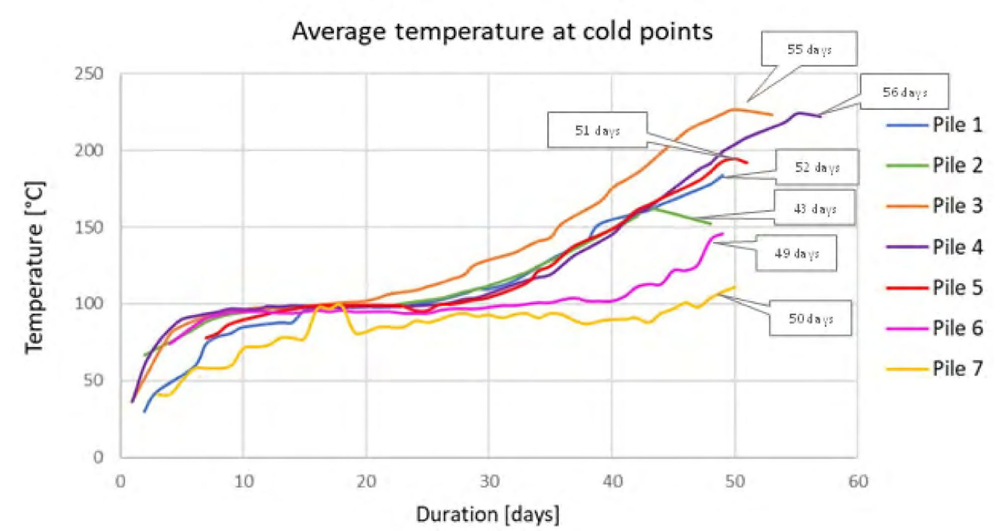 Average temperature at cold points
55 days
250
56 days
51 days
Pile 1
200
52 days
Pile 2
43 days
Pile 3
150
49 days
Pile 4
Temperature [°C]
100
Pile 5
50 days
Pile 6
50
Pile 7
0
0 10 20 30 40 50 60
Duration [days]